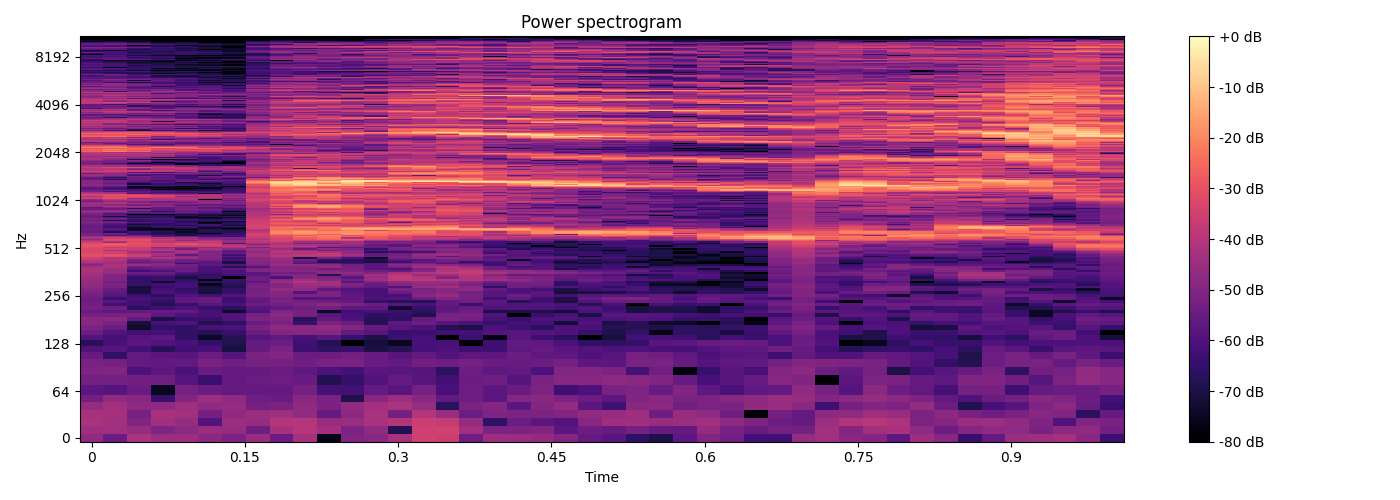 Power spectrogram
Hz
8192
4096
2048
1024
512
256
128
64
0
0 0.15 0.3 0.45 0.6 0.75 0.9
Time
+0 dB
-10 dB
-20 dB
-30 dB
-40 dB
-50 dB
-60 dB
-70 dB
-80 dB